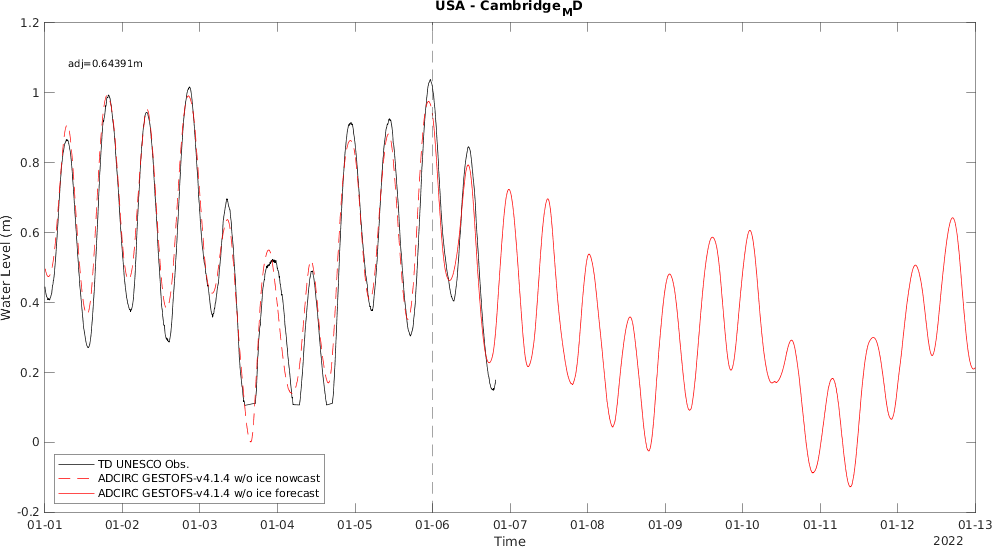 USA - Cambridge_MD
adj=0.64391m
1.2
1
0.8
0.6
0.4
0.2
0
-0.2
Water Level (m)
TD UNESCO Obs.
ADCIRC GESTOFS-v4.1.4 w/o ice nowcast
ADCIRC GESTOFS-v4.1.4 w/o ice forecast
01-01 01-02 01-03 01-04 01-05 01-06 01-07 01-08 01-09 01-10 01-11 01-12 01-13
Time
2022